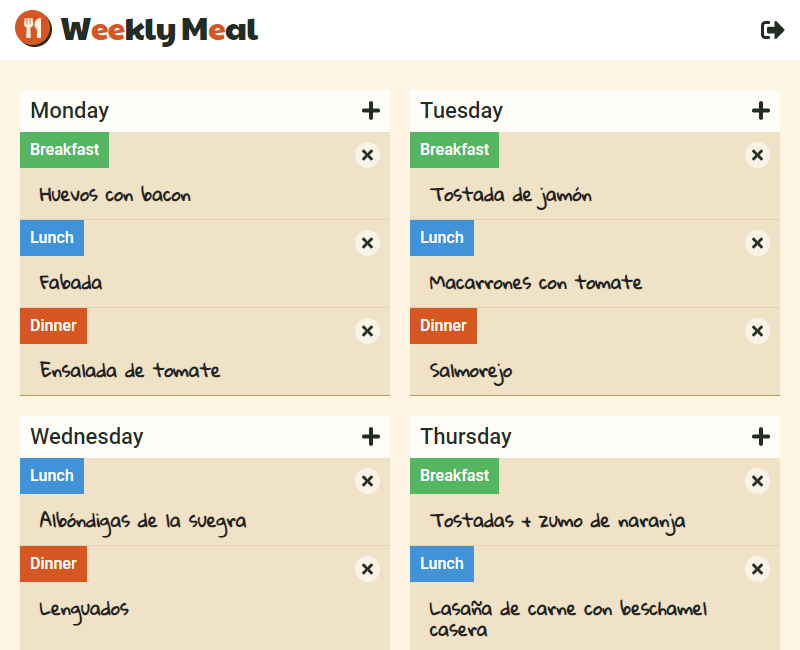 Weekly Meal
Monday
Breakfast
Huevos con bacon
Lunch
Fabada
Dinner
Ensalada de tomate
Tuesday
Breakfast
Tostada de jamón
Lunch
Macarrones con tomate
Dinner
Salmorejo
Wednesday
Lunch
Albóndigas de la suegra
Dinner
Lenguados
Thursday
Breakfast
Tostadas + zumo de naranja
Lunch
Lasaña de carne con beschamel
casera